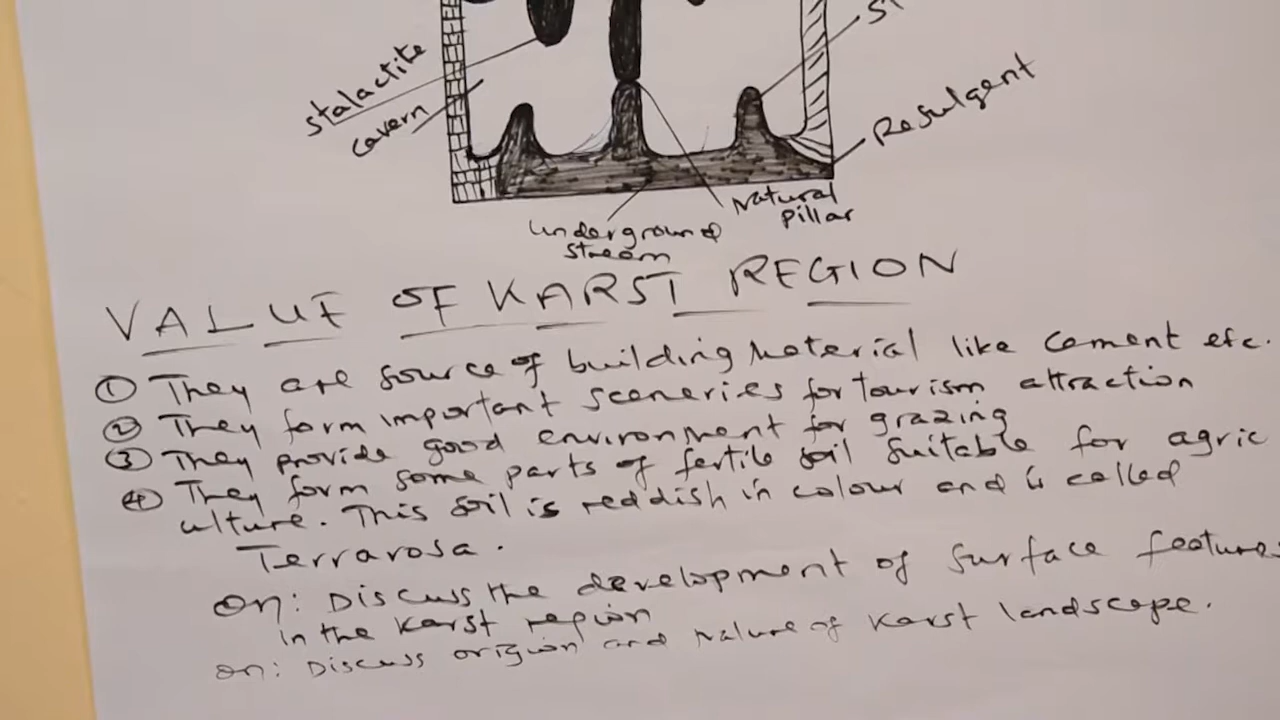 stalactite
cavern
Resulgent
Natural
pillar
underground
stream
VALUE OF KARST REGION
① They are source of building material like cement etc.
② They form important sceneries for tourism attraction
③ They provide good environment for grazing
④ They form some parts of fertile soil suitable for agric
ulture. This soil is reddish in colour and is called
Terrarosa.
Qn: Discuss the development of surface features
in the karst region
Qn: Discuss origion and nature of karst landscape.